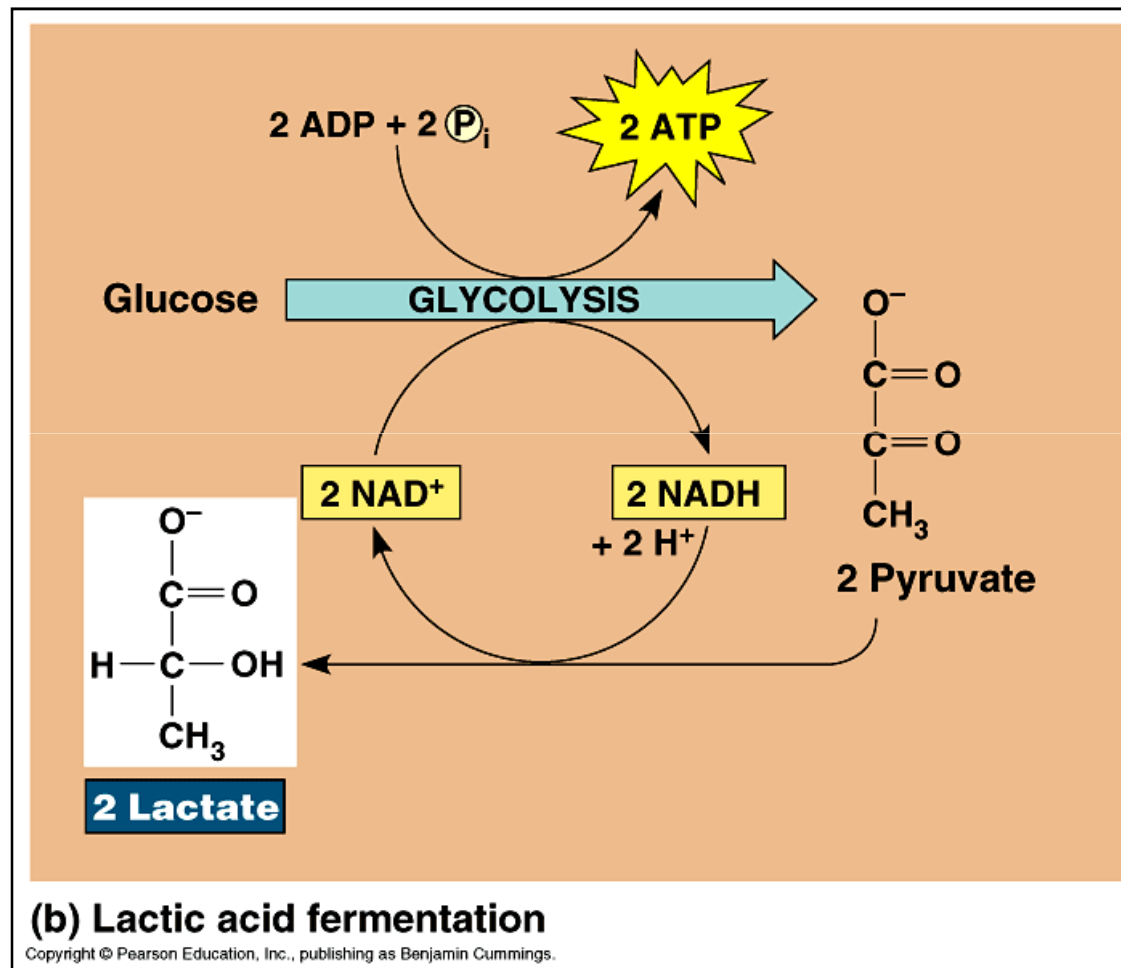 2 ADP + 2 Pi
2 ATP
Glucose
GLYCOLYSIS
O–
C=O
C=O
CH3
2 Pyruvate
2 NAD+
2 NADH
+ 2 H+
O–
C=O
H–C–OH
CH3
2 Lactate
(b) Lactic acid fermentation
Copyright © Pearson Education, Inc., publishing as Benjamin Cummings.